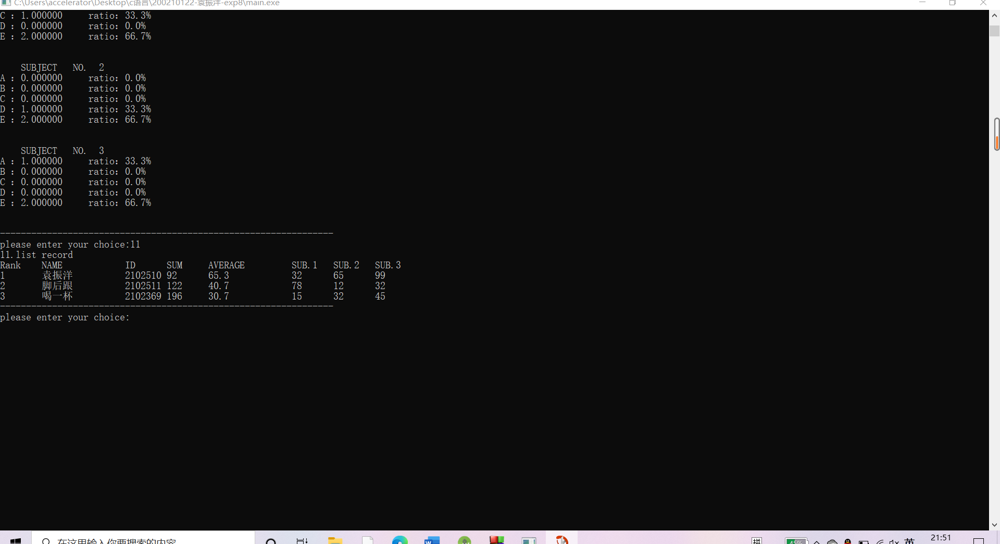 C:\Users\accelerator\Desktop\c语言\200210122-袁振洋-exp8\main.exe
C : 1.000000     ratio: 33.3%
D : 0.000000     ratio: 0.0%
E : 2.000000     ratio: 66.7%
SUBJECT   NO.  2
A : 0.000000     ratio: 0.0%
B : 0.000000     ratio: 0.0%
C : 0.000000     ratio: 0.0%
D : 1.000000     ratio: 33.3%
E : 2.000000     ratio: 66.7%
SUBJECT   NO.  3
A : 1.000000     ratio: 33.3%
B : 0.000000     ratio: 0.0%
C : 0.000000     ratio: 0.0%
D : 0.000000     ratio: 0.0%
E : 2.000000     ratio: 66.7%
----------------------------------------------------------------
please enter your choice:11
11.list record
Rank    NAME            ID      SUM     AVERAGE         SUB.1   SUB.2   SUB.3
1       袁振洋          2102510 92      65.3            32      65      99
2       脚后跟          2102511 122     40.7            78      12      32
3       喝一杯          2102369 196     30.7            15      32      45
----------------------------------------------------------------
please enter your choice:
在这里输入你要搜索的内容
拼
45%
英
21:51